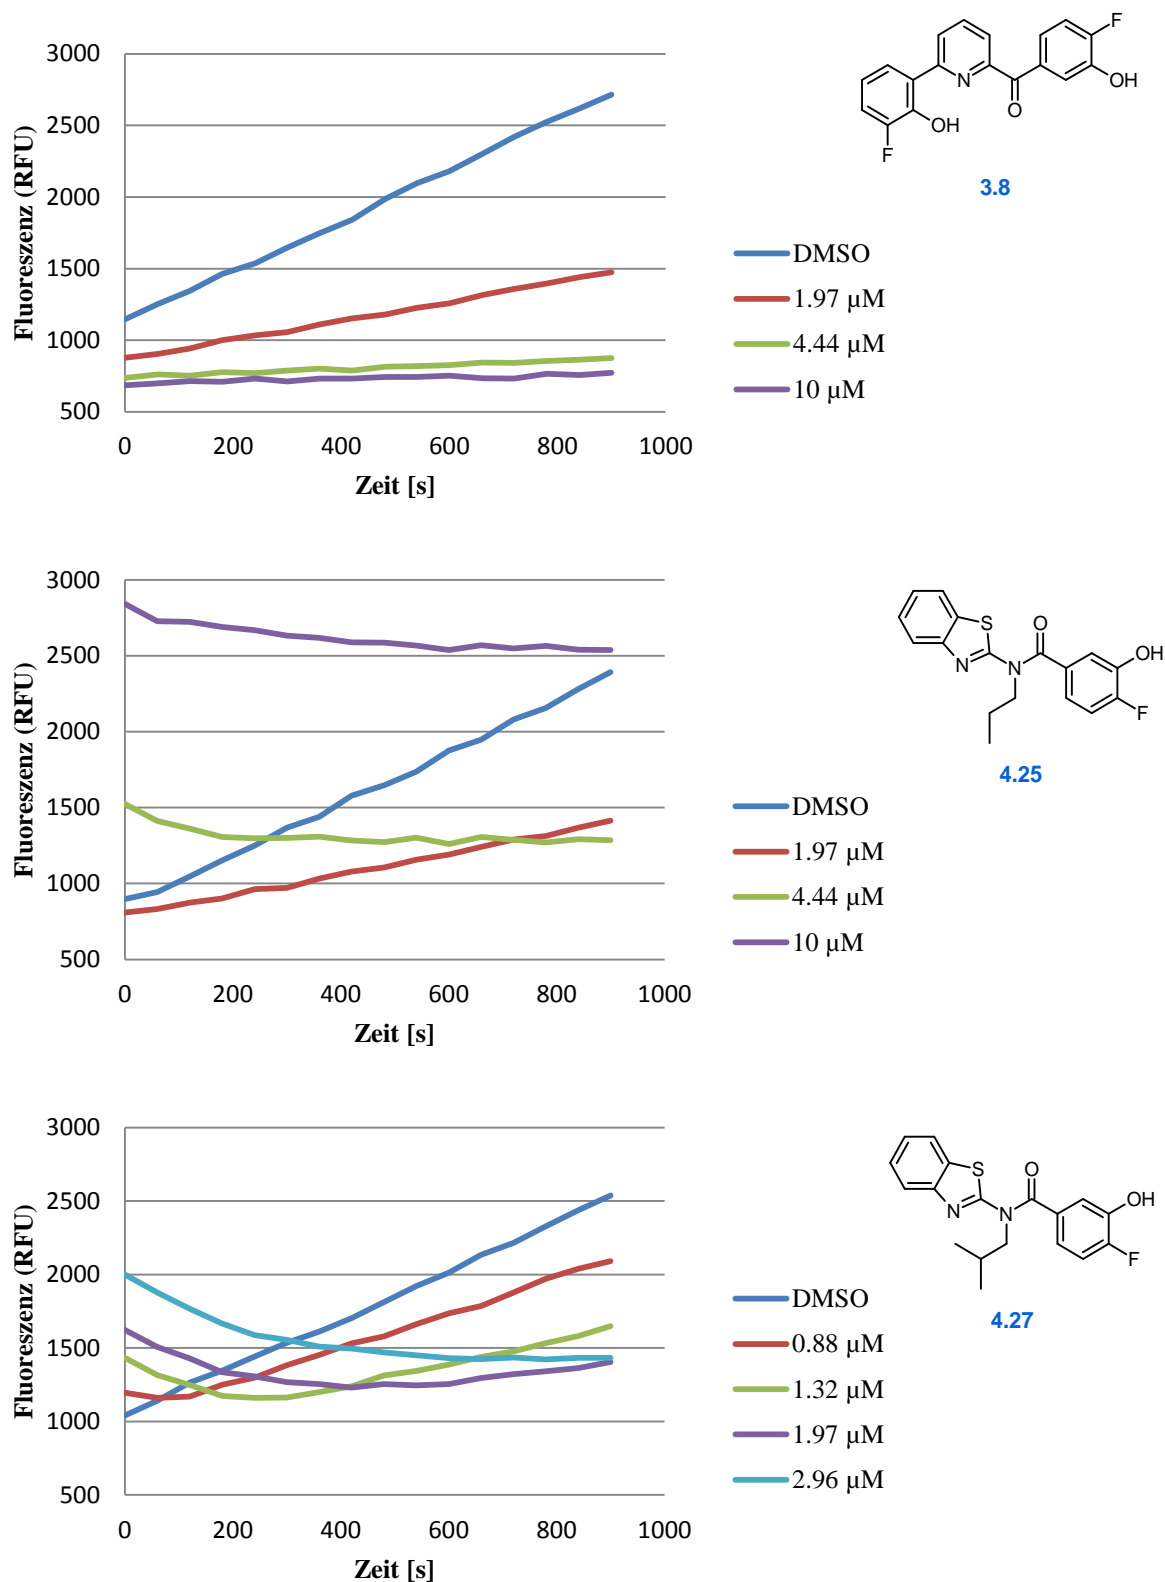 3000
2500
2000
1500
1000
500
0
200
400
600
800
1000
Fluoreszenz (RFU)
Zeit [s]
DMSO
1.97 µM
4.44 µM
10 µM
F
OH
N
O
OH
F
3.8
3000
2500
2000
1500
1000
500
0
200
400
600
800
1000
Fluoreszenz (RFU)
Zeit [s]
DMSO
1.97 µM
4.44 µM
10 µM
S
O
OH
N
N
F
4.25
3000
2500
2000
1500
1000
500
0
200
400
600
800
1000
Fluoreszenz (RFU)
Zeit [s]
DMSO
0.88 µM
1.32 µM
1.97 µM
2.96 µM
S
O
OH
N
N
F
4.27